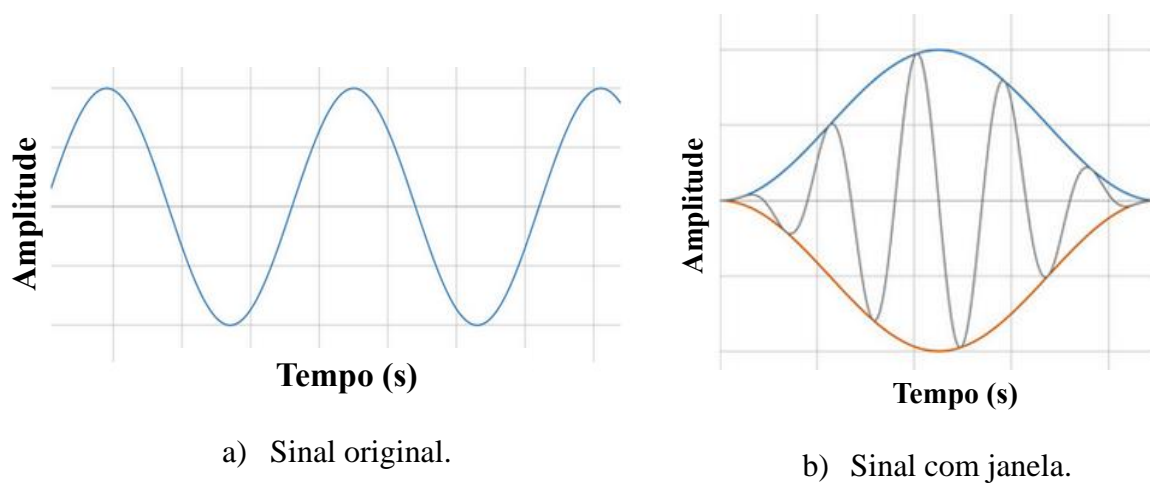 Amplitude
Tempo (s)
a) Sinal original.
Amplitude
Tempo (s)
b) Sinal com janela.